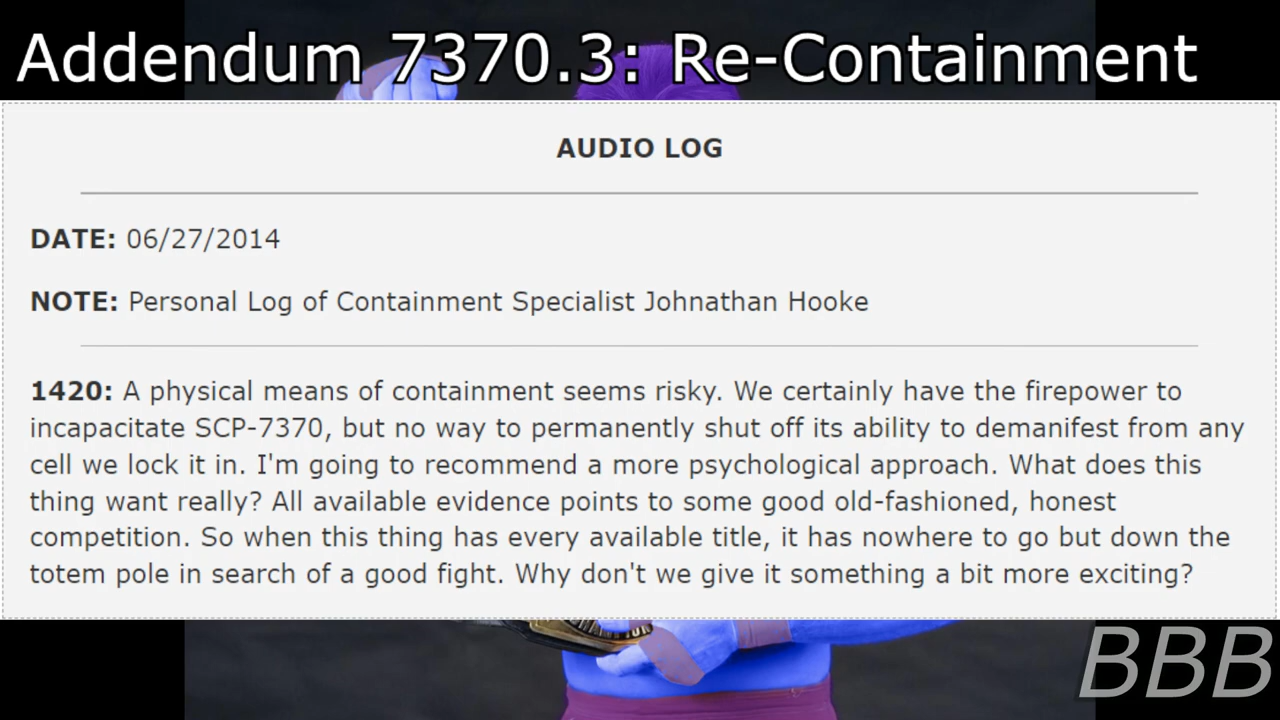 Addendum 7370.3: Re-Containment
AUDIO LOG
DATE: 06/27/2014
NOTE: Personal Log of Containment Specialist Johnathan Hooke
1420: A physical means of containment seems risky. We certainly have the firepower to
incapacitate SCP-7370, but no way to permanently shut off its ability to demanifest from any
cell we lock it in. I'm going to recommend a more psychological approach. What does this
thing want really? All available evidence points to some good old-fashioned, honest
competition. So when this thing has every available title, it has nowhere to go but down the
totem pole in search of a good fight. Why don't we give it something a bit more exciting?
BBB